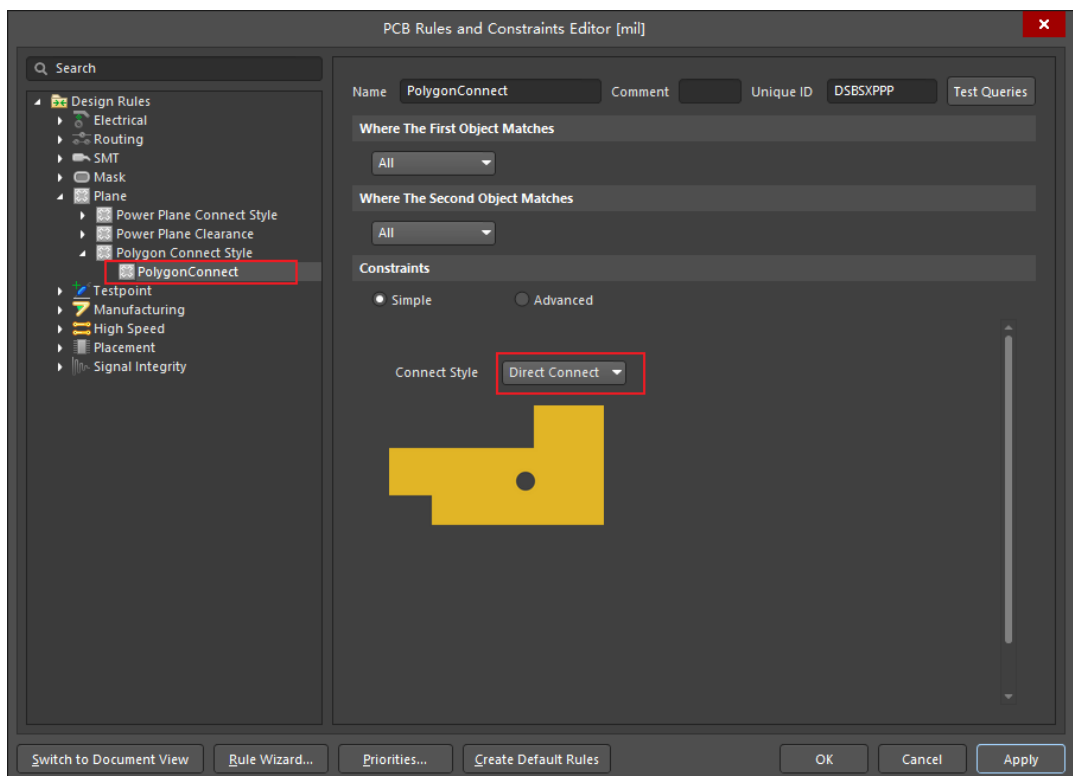 PCB Rules and Constraints Editor [mil]
Search
Design Rules
Electrical
Routing
SMT
Mask
Plane
Power Plane Connect Style
Power Plane Clearance
Polygon Connect Style
PolygonConnect
Testpoint
Manufacturing
High Speed
Placement
Signal Integrity
Name PolygonConnect Comment Unique ID DSBSXPPP Test Queries
Where The First Object Matches
All
Where The Second Object Matches
All
Constraints
Simple Advanced
Connect Style Direct Connect
Switch to Document View Rule Wizard... Priorities... Create Default Rules OK Cancel Apply